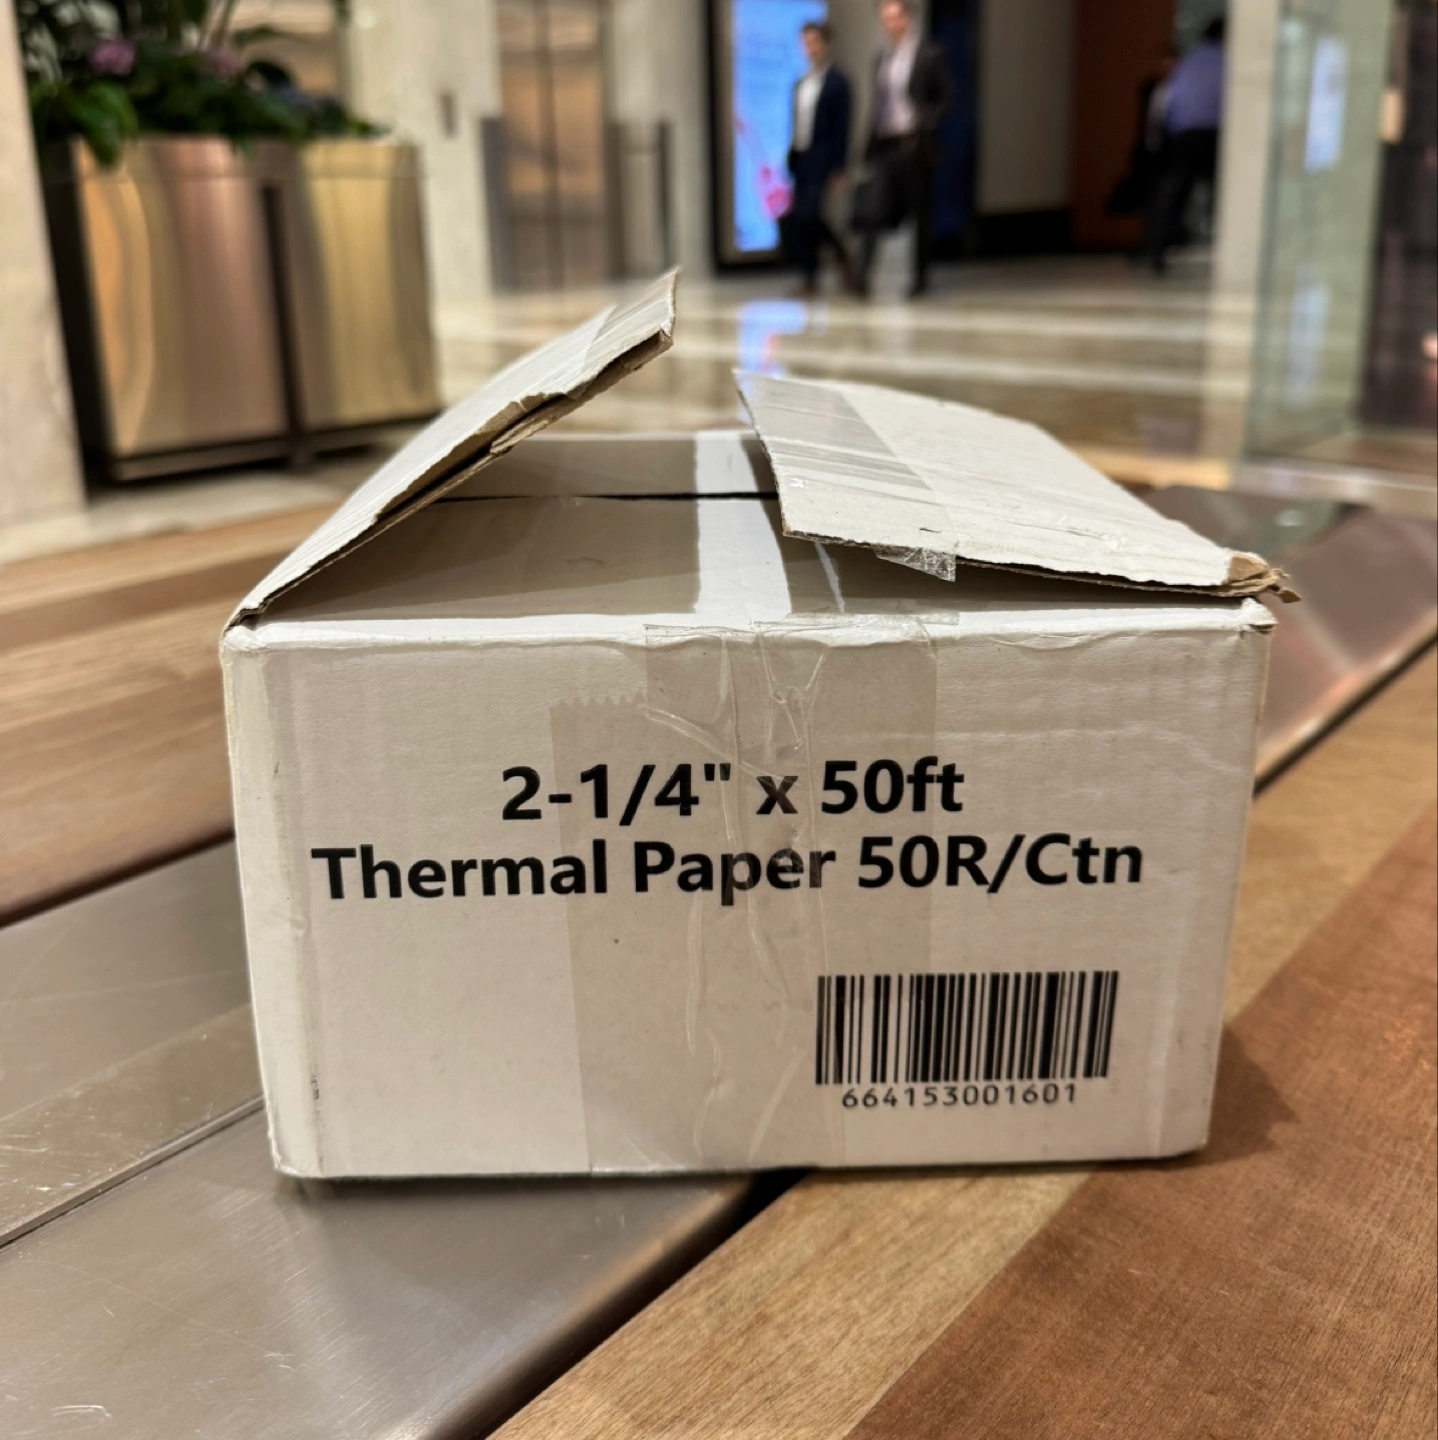 2-1/4" x 50ft
Thermal Paper 50R/Ctn
664153001601